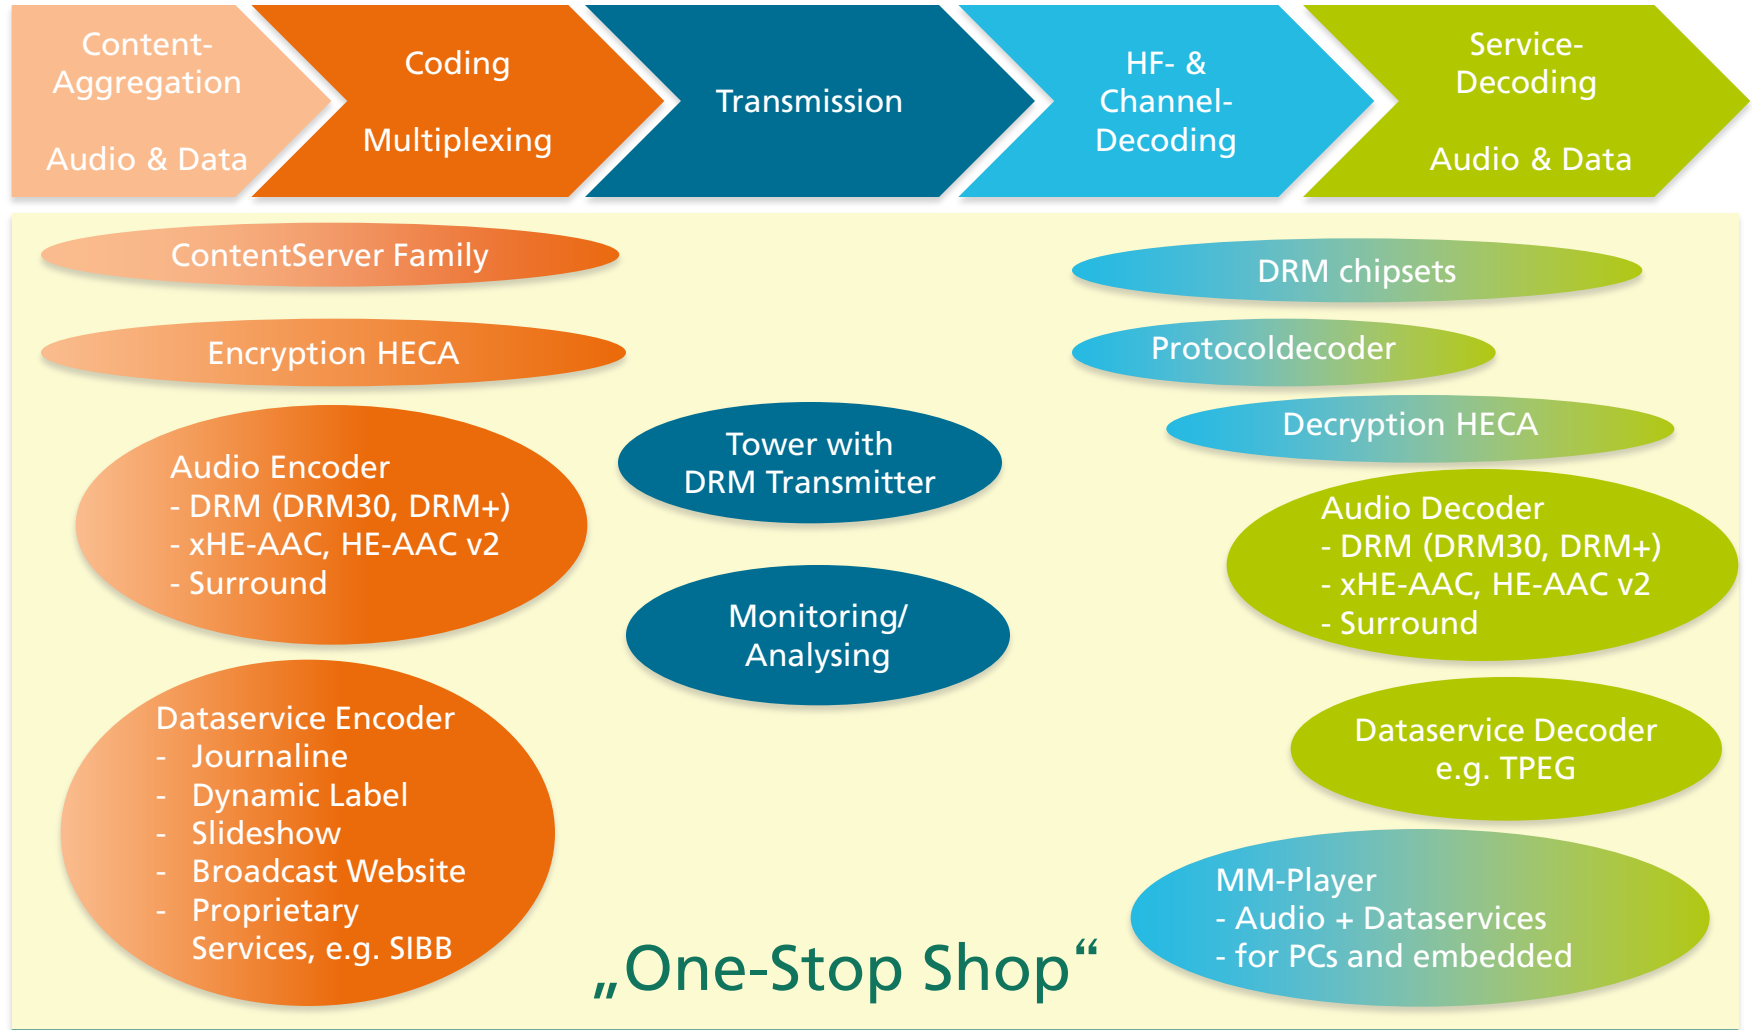 Content-
Aggregation
Audio & Data
Coding
Multiplexing
Transmission
HF- &
Channel-
Decoding
Service-
Decoding
Audio & Data
ContentServer Family
Encryption HECA
Audio Encoder
- DRM (DRM30, DRM+)
- xHE-AAC, HE-AAC v2
- Surround
Dataservice Encoder
- Journaline
- Dynamic Label
- Slideshow
- Broadcast Website
- Proprietary
Services, e.g. SIBB
Tower with
DRM Transmitter
Monitoring/
Analysing
DRM chipsets
Protocoldecoder
Decryption HECA
Audio Decoder
- DRM (DRM30, DRM+)
- xHE-AAC, HE-AAC v2
- Surround
Dataservice Decoder
e.g. TPEG
MM-Player
- Audio + Dataservices
- for PCs and embedded
„One-Stop Shop“